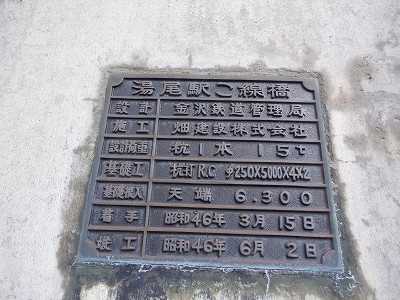 湯尾駅こ線橋
設計 金沢鉄道管理局
施工 畑建設株式会社
設計荷重 杭1本 15t
基礎工 杭打R.C. φ250X5000X4X2
基礎根入 天端 6.300
着手 昭和46年 3月 15日
竣工 昭和46年 6月 2日